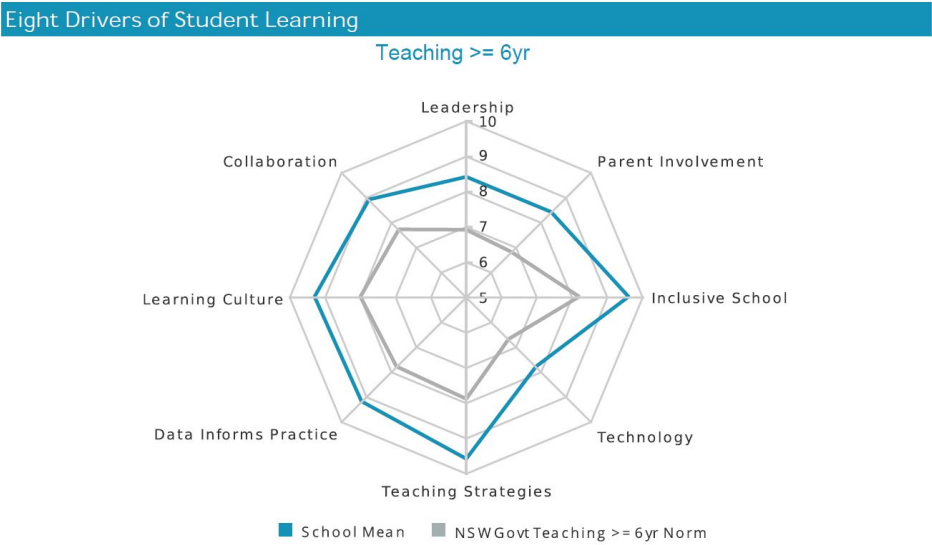 Eight Drivers of Student Learning
Teaching >= 6yr
Leadership
10
Collaboration
Parent Involvement
9
8
7
6
Learning Culture
5
Inclusive School
Data Informs Practice
Technology
Teaching Strategies
School Mean
NSW Govt Teaching >= 6yr Norm